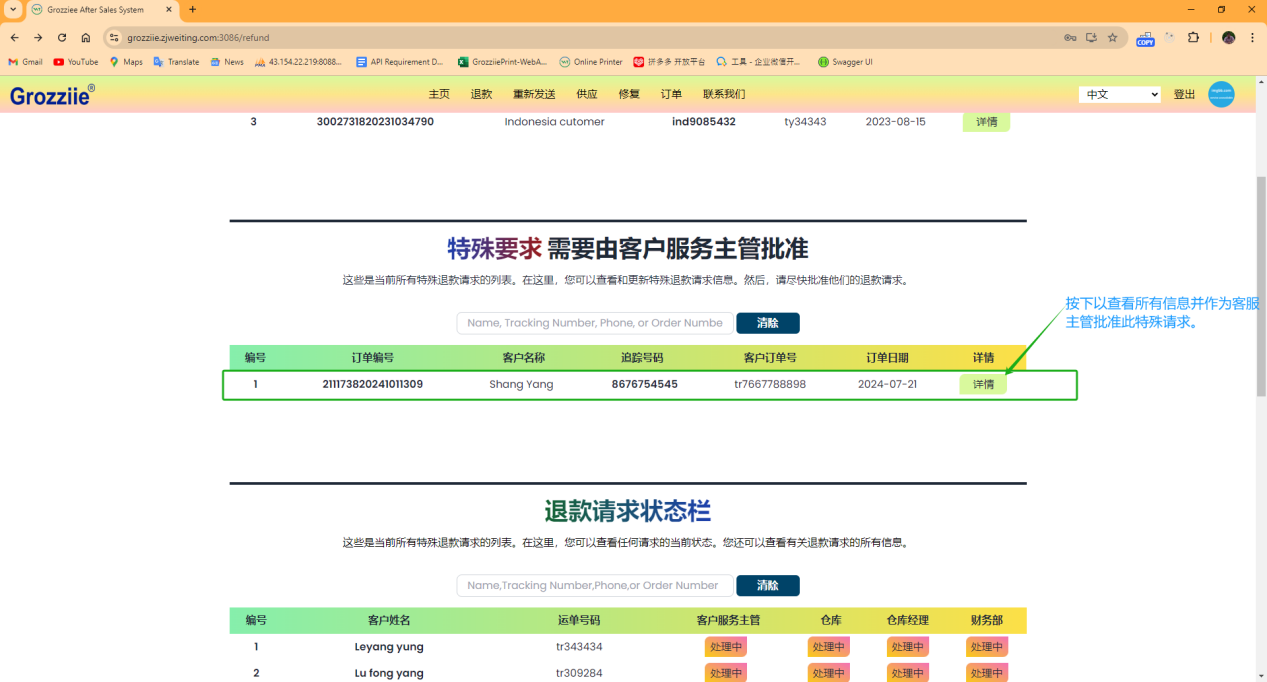 Grozziee After Sales System
grozziie.zjweiting.com:3086/refund
COPY
Gmail YouTube Maps Translate News 43.154.22.219:8088... API Requirement D... GrozziiePrint-WebA... Online Printer 拼多多 开放平台 工具 - 企业微信开... Swagger UI
Grozziie® 主页 退款 重新发送 供应 修复 订单 联系我们 中文 登出
3 3002731820231034790 Indonesia cutomer ind9085432 ty34343 2023-08-15 详情
特殊要求 需要由客户服务主管批准
这些是当前所有特殊退款请求的列表。在这里，您可以查看和更新特殊退款请求信息。然后，请尽快批准他们的退款请求。
按下以查看所有信息并作为客服
主管批准此特殊请求。
Name, Tracking Number, Phone, or Order Numbe 清除
编号 订单编号 客户名称 追踪号码 客户订单号 订单日期 详情
1 211173820241011309 Shang Yang 8676754545 tr7667788898 2024-07-21 详情
退款请求状态栏
这些是当前所有特殊退款请求的列表。在这里，您可以查看任何请求的当前状态。您还可以查看有关退款请求的所有信息。
Name,Tracking Number,Phone,or Order Number 清除
编号 客户姓名 运单号码 客户服务主管 仓库 仓库经理 财务部
1 Leyang yung tr343434 处理中 处理中 处理中 处理中
2 Lu fong yang tr309284 处理中 处理中 处理中 处理中